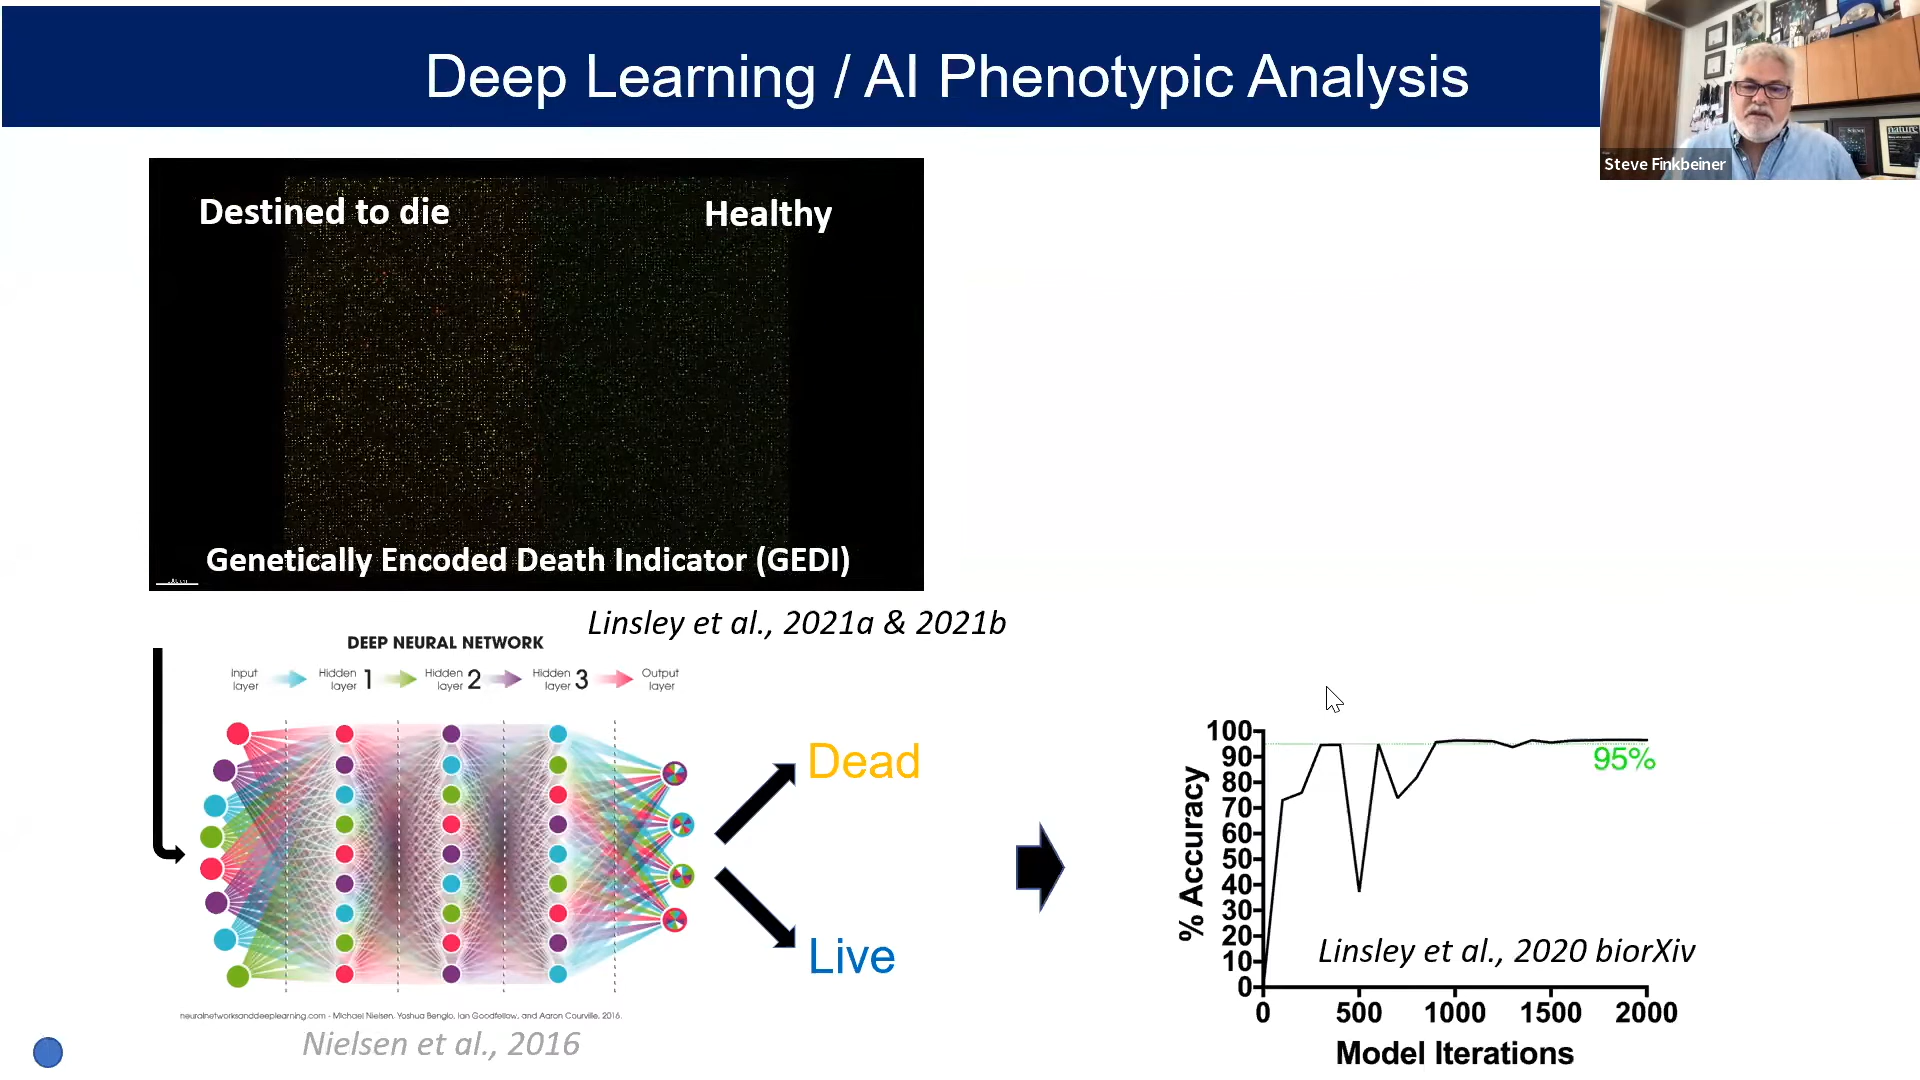 Deep Learning / AI Phenotypic Analysis
Steve Finkbeiner
nature
Destined to die
Healthy
Genetically Encoded Death Indicator (GEDI)
Linsley et al., 2021a & 2021b
DEEP NEURAL NETWORK
Input layer
Hidden layer 1
Hidden layer 2
Hidden layer 3
Output layer
Dead
Live
neuralnetworksanddeeplearning.com - Michael Nielsen, Yoshua Bengio, Ian Goodfellow, and Aaron Courville, 2016.
Nielsen et al., 2016
% Accuracy
100
90
80
70
60
50
40
30
20
10
0
95%
Linsley et al., 2020 biorXiv
0 500 1000 1500 2000
Model Iterations